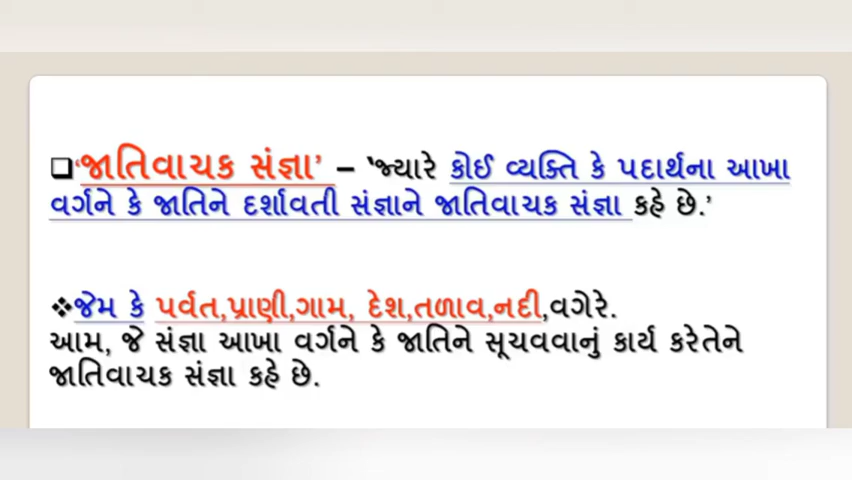 ‘જાતિવાચક સંજ્ઞા’ – ‘જ્યારે કોઈ વ્યક્તિ કે પદાર્થના આખા
વર્ગને કે જાતિને દર્શાવતી સંજ્ઞાને જાતિવાચક સંજ્ઞા કહે છે.’
જેમ કે પર્વત,પ્રાણી,ગામ, દેશ,તળાવ,નદી,વગેરે.
આમ, જે સંજ્ઞા આખા વર્ગને કે જાતિને સૂચવવાનું કાર્ય કરેતેને
જાતિવાચક સંજ્ઞા કહે છે.